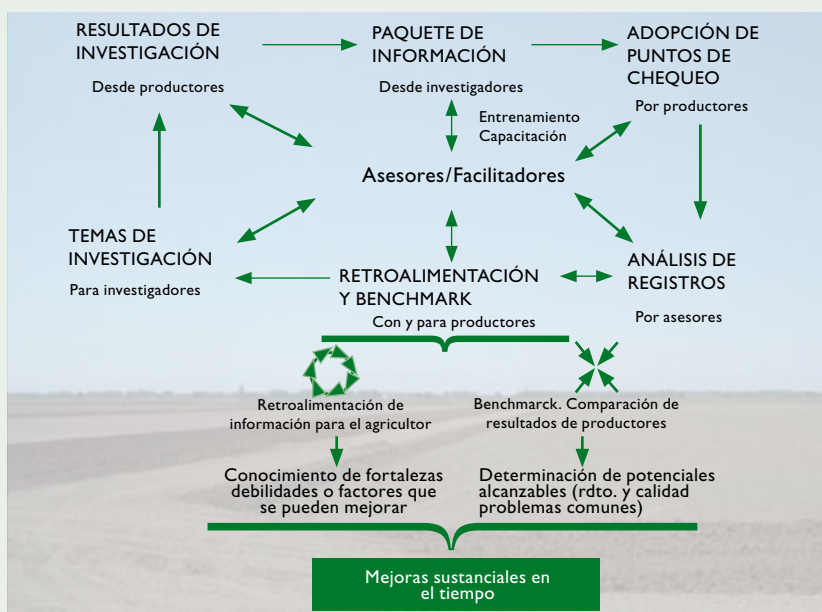 RESULTADOS DE
INVESTIGACIÓN
Desde productores
PAQUETE DE
INFORMACIÓN
Desde investigadores
ADOPCIÓN DE
PUNTOS DE
CHEQUEO
Por productores
Entrenamiento
Capacitación
Asesores/Facilitadores
TEMAS DE
INVESTIGACIÓN
Para investigadores
RETROALIMENTACIÓN
Y BENCHMARK
Con y para productores
ANÁLISIS DE
REGISTROS
Por asesores
Retroalimentación de
información para el agricultor
Benchmarck. Comparación de
resultados de productores
Conocimiento de fortalezas
debilidades o factores que
se pueden mejorar
Determinación de potenciales
alcanzables (rdto. y calidad
problemas comunes)
Mejoras sustanciales en
el tiempo